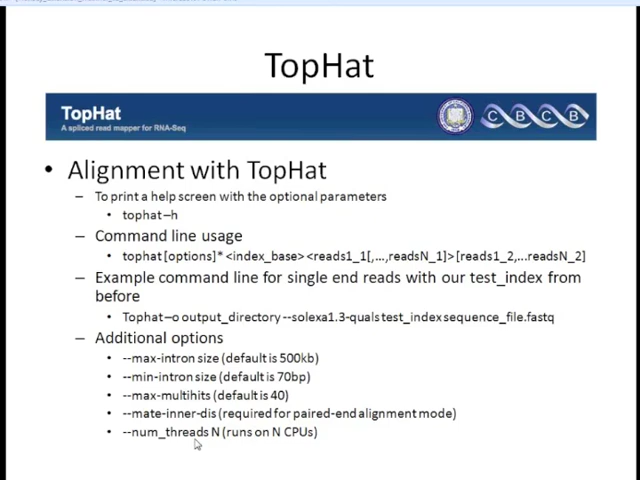 TopHat
TopHat
A spliced read mapper for RNA-Seq
C B C B
• Alignment with TopHat
– To print a help screen with the optional parameters
• tophat –h
– Command line usage
• tophat [options]* <index_base> <reads1_1[,…,readsN_1]> [reads1_2,...readsN_2]
– Example command line for single end reads with our test_index from
before
• Tophat –o output_directory --solexa1.3-quals test_index sequence_file.fastq
– Additional options
• --max-intron size (default is 500kb)
• --min-intron size (default is 70bp)
• --max-multihits (default is 40)
• --mate-inner-dis (required for paired-end alignment mode)
• --num_threads N (runs on N CPUs)